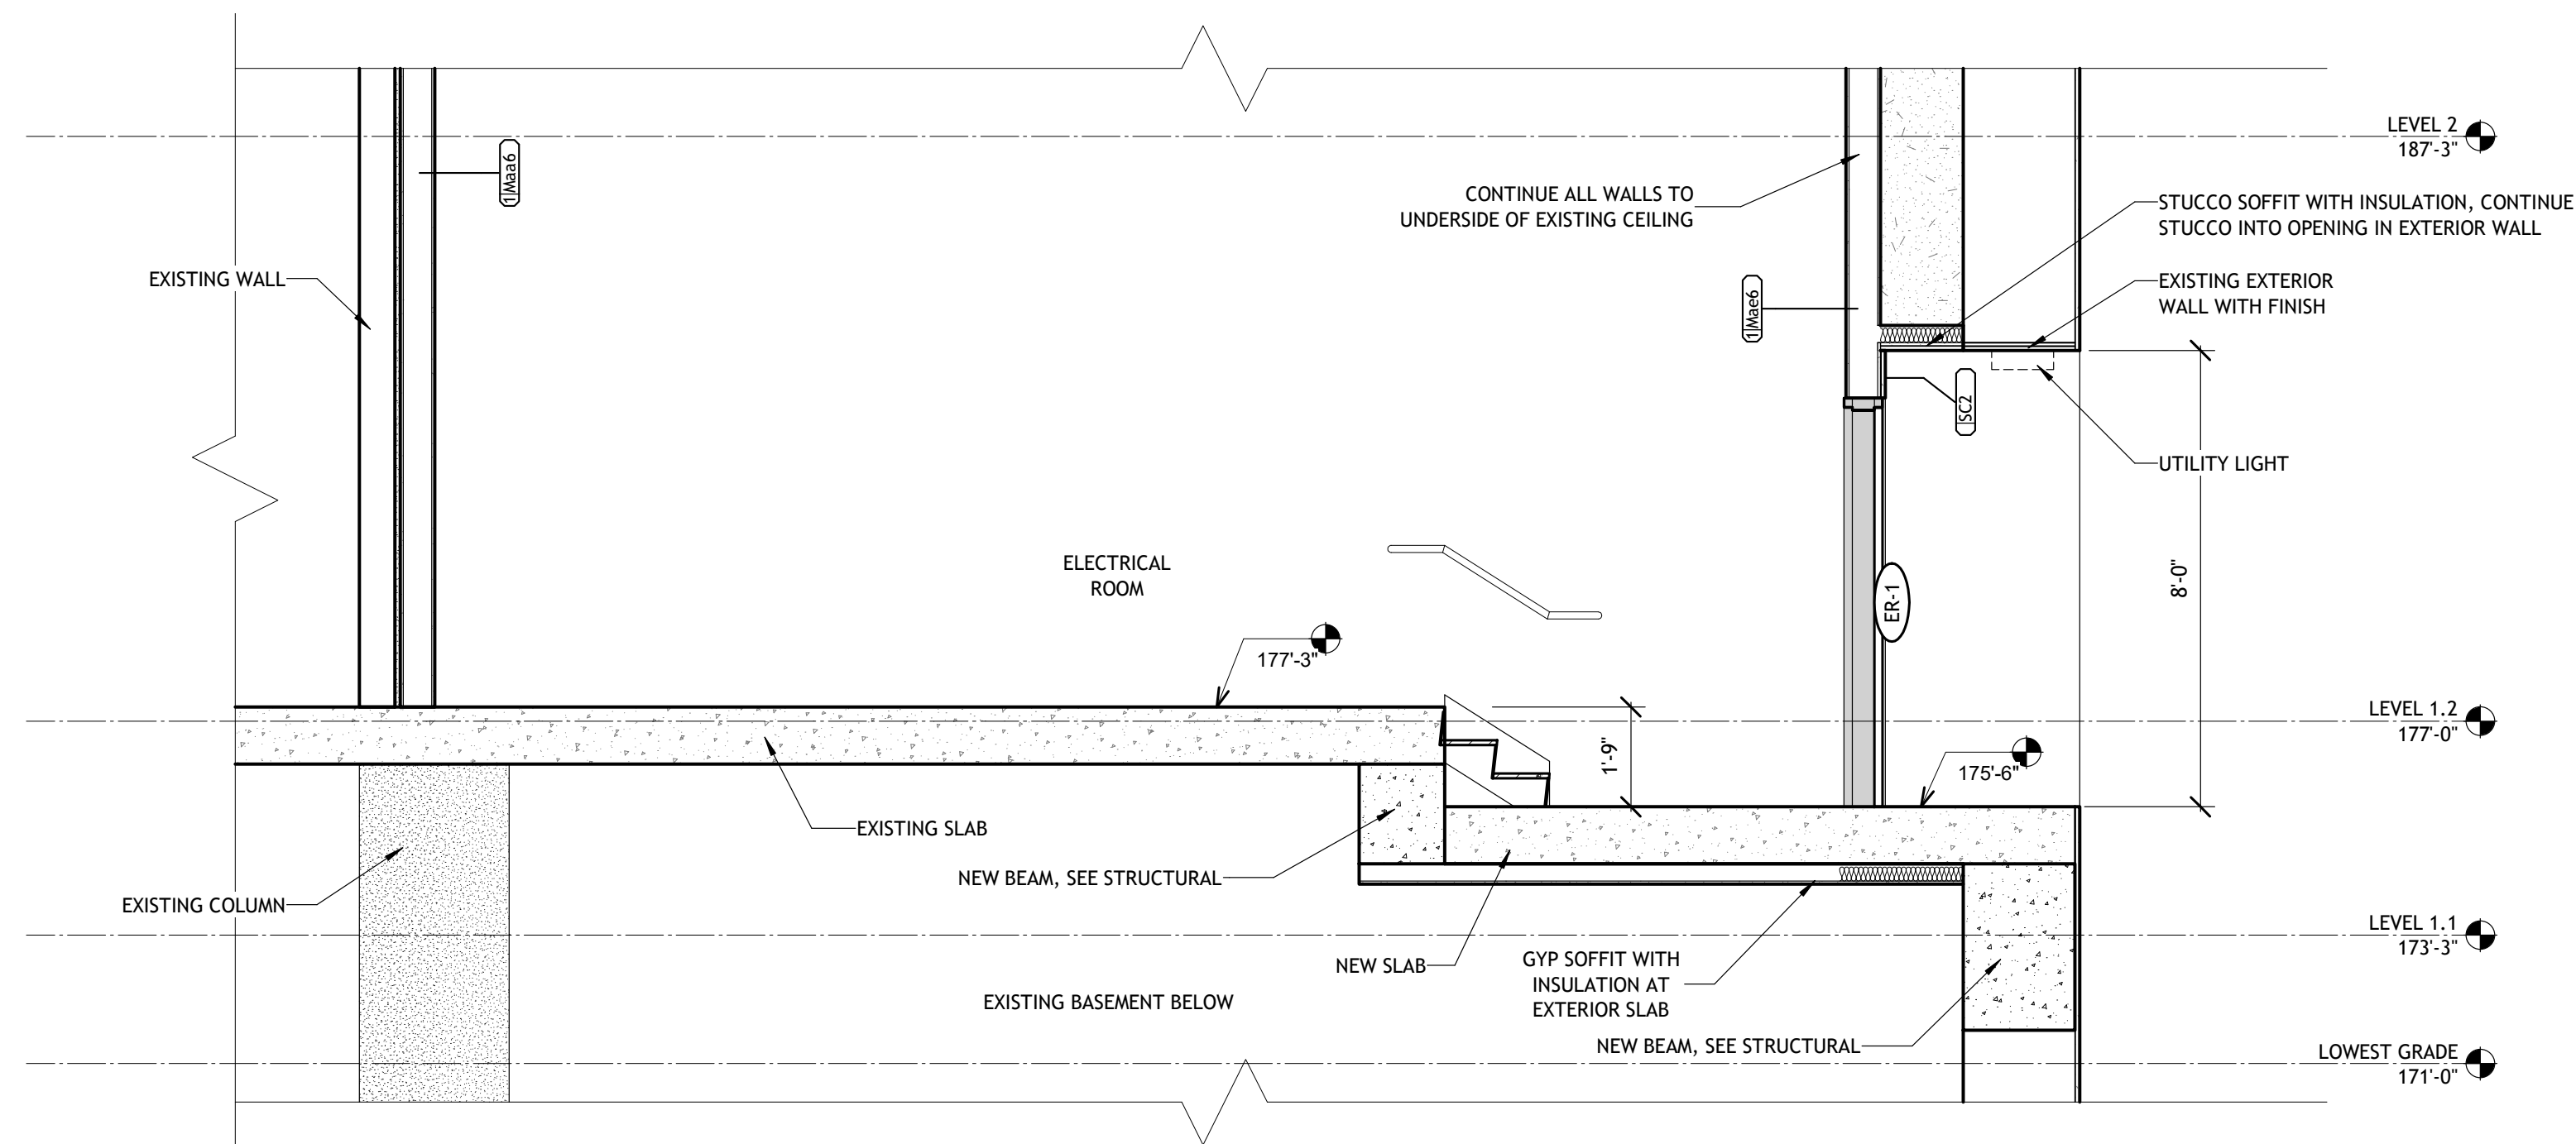 LEVEL 2
187'-3"
1 Maa6
CONTINUE ALL WALLS TO
UNDERSIDE OF EXISTING CEILING
STUCCO SOFFIT WITH INSULATION, CONTINUE
STUCCO INTO OPENING IN EXTERIOR WALL
EXISTING WALL
1 Mae6
EXISTING EXTERIOR
WALL WITH FINISH
SC2
UTILITY LIGHT
ELECTRICAL
ROOM
ER-1
8'-0"
177'-3"
LEVEL 1.2
177'-0"
1'-9"
175'-6"
EXISTING SLAB
NEW BEAM, SEE STRUCTURAL
EXISTING COLUMN
LEVEL 1.1
173'-3"
NEW SLAB
GYP SOFFIT WITH
INSULATION AT
EXTERIOR SLAB
EXISTING BASEMENT BELOW
NEW BEAM, SEE STRUCTURAL
LOWEST GRADE
171'-0"